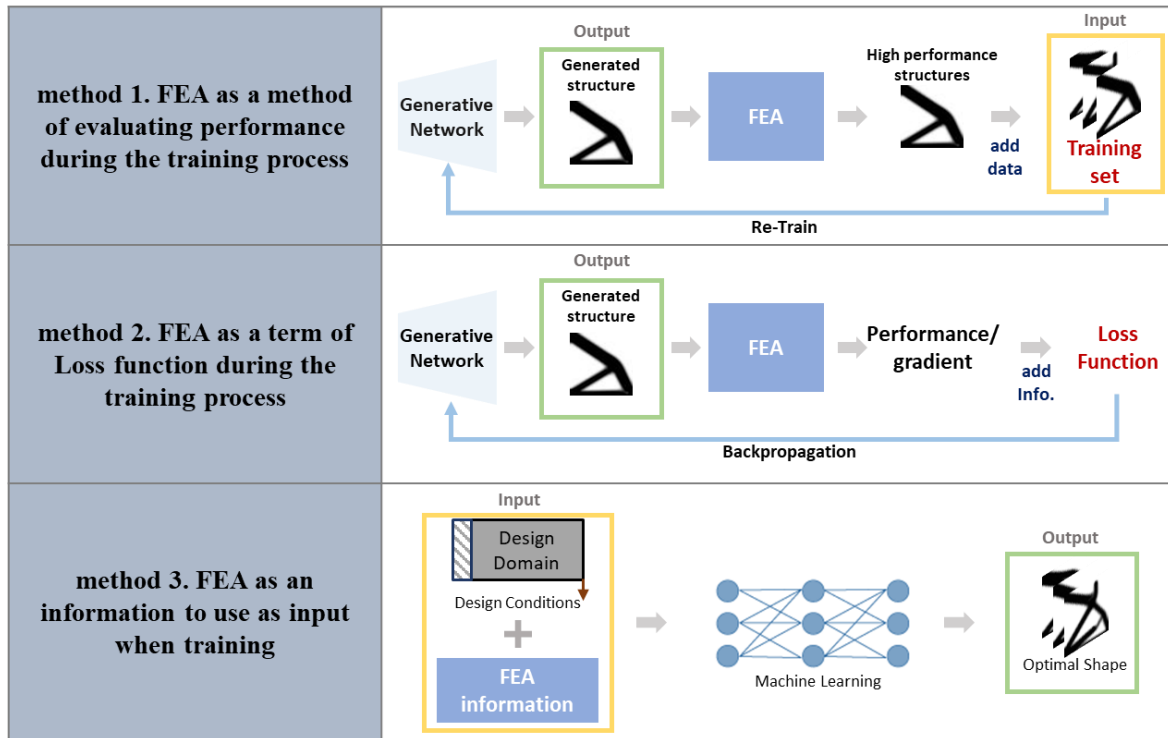 method 1. FEA as a method
of evaluating performance
during the training process
Generative
Network
Output
Generated
structure
FEA
High performance
structures
add
data
Input
Training
set
Re-Train
method 2. FEA as a term of
Loss function during the
training process
Generative
Network
Output
Generated
structure
FEA
Performance/
gradient
add
Info.
Loss
Function
Backpropagation
method 3. FEA as an
information to use as input
when training
Input
Design
Domain
Design Conditions
+
FEA
information
Machine Learning
Output
Optimal Shape